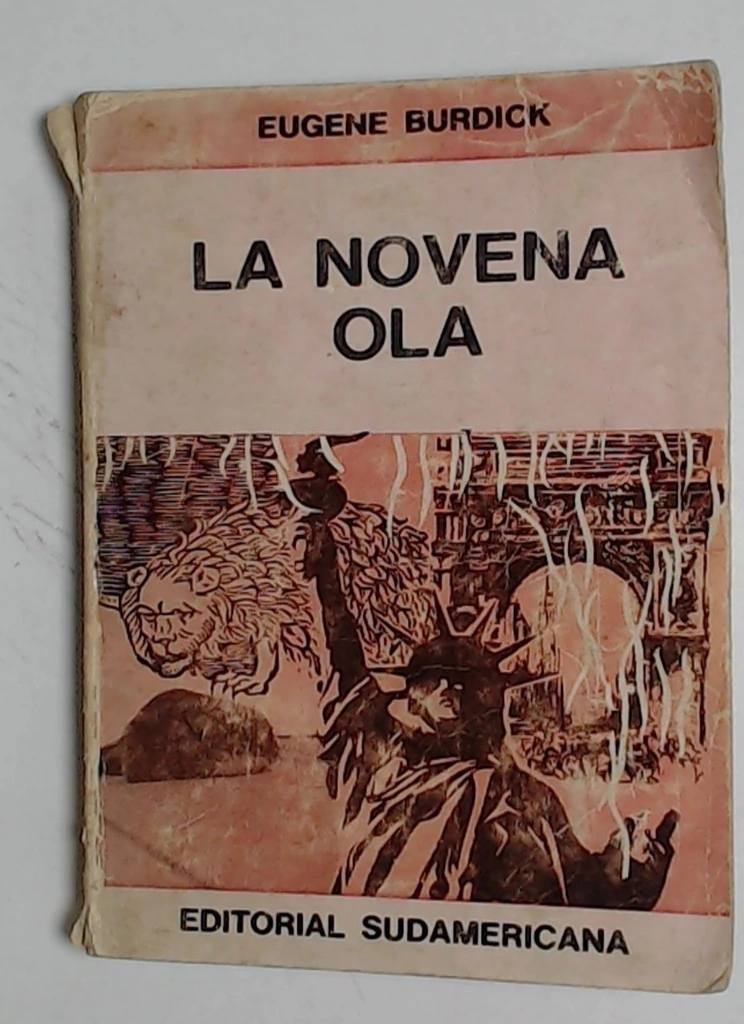 EUGENE BURDICK
LA NOVENA
OLA
EDITORIAL SUDAMERICANA